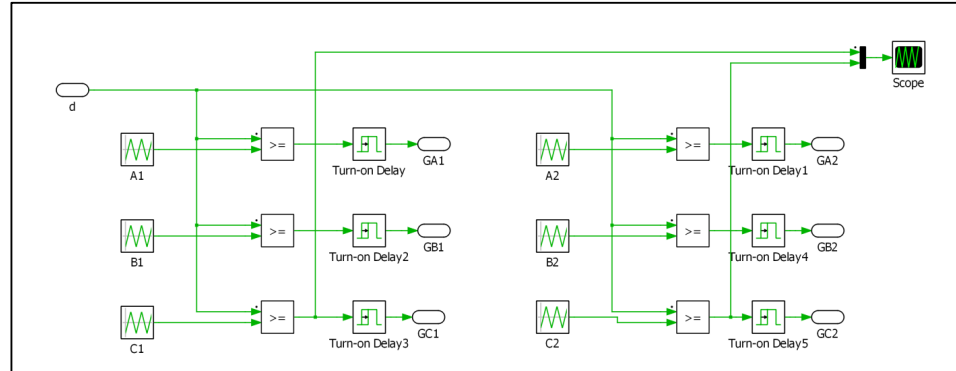 Scope
d
>=
>=
A1
Turn-on Delay
GA1
A2
Turn-on Delay1
GA2
>=
>=
B1
Turn-on Delay2
GB1
B2
Turn-on Delay4
GB2
>=
>=
C1
Turn-on Delay3
GC1
C2
Turn-on Delay5
GC2